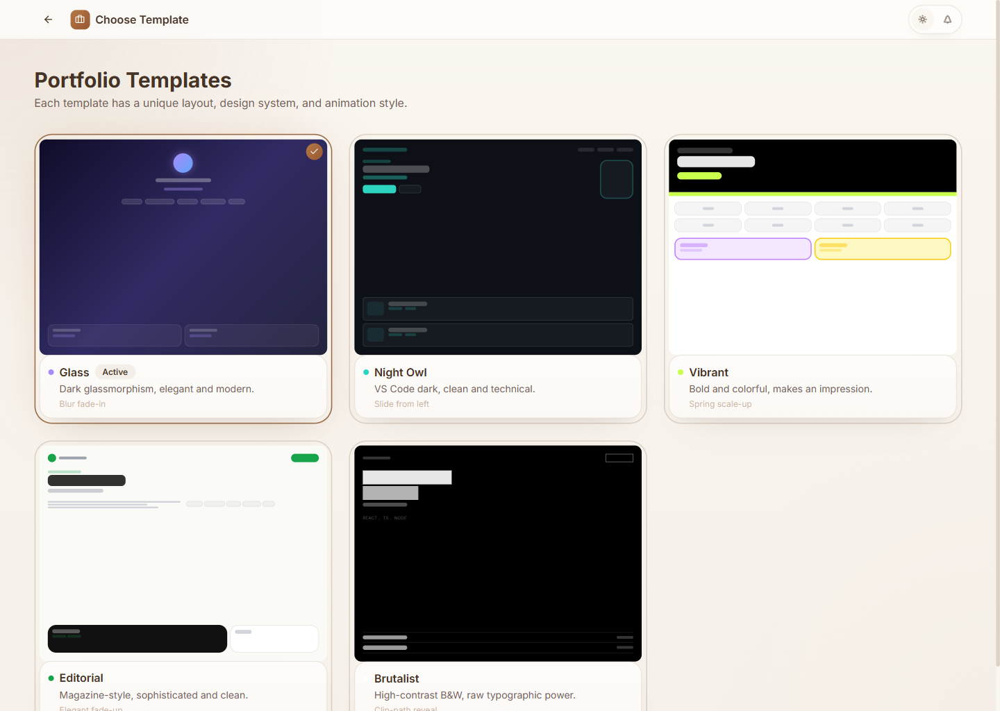 Choose Template
Portfolio Templates
Each template has a unique layout, design system, and animation style.
Glass Active
Dark glassmorphism, elegant and modern.
Blur fade-in
Night Owl
VS Code dark, clean and technical.
Slide from left
Vibrant
Bold and colorful, makes an impression.
Spring scale-up
Editorial
Magazine-style, sophisticated and clean.
Elegant fade-up
REACT . TS . NODE
Brutalist
High-contrast B&W, raw typographic power.
Clip-path reveal